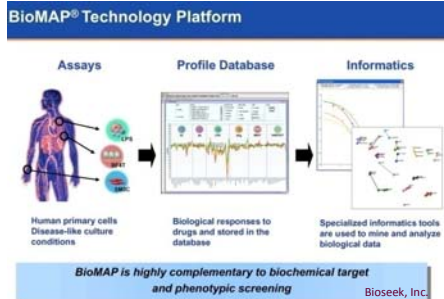 BioMAP® Technology Platform
Assays
Profile Database
Informatics
LPS
SMC
Human primary cells
Disease-like culture
conditions
Biological responses to
drugs and stored in the
database
Specialized informatics tools
are used to mine and analyze
biological data
BioMAP is highly complementary to biochemical target
and phenotypic screening
Bioseek, Inc.